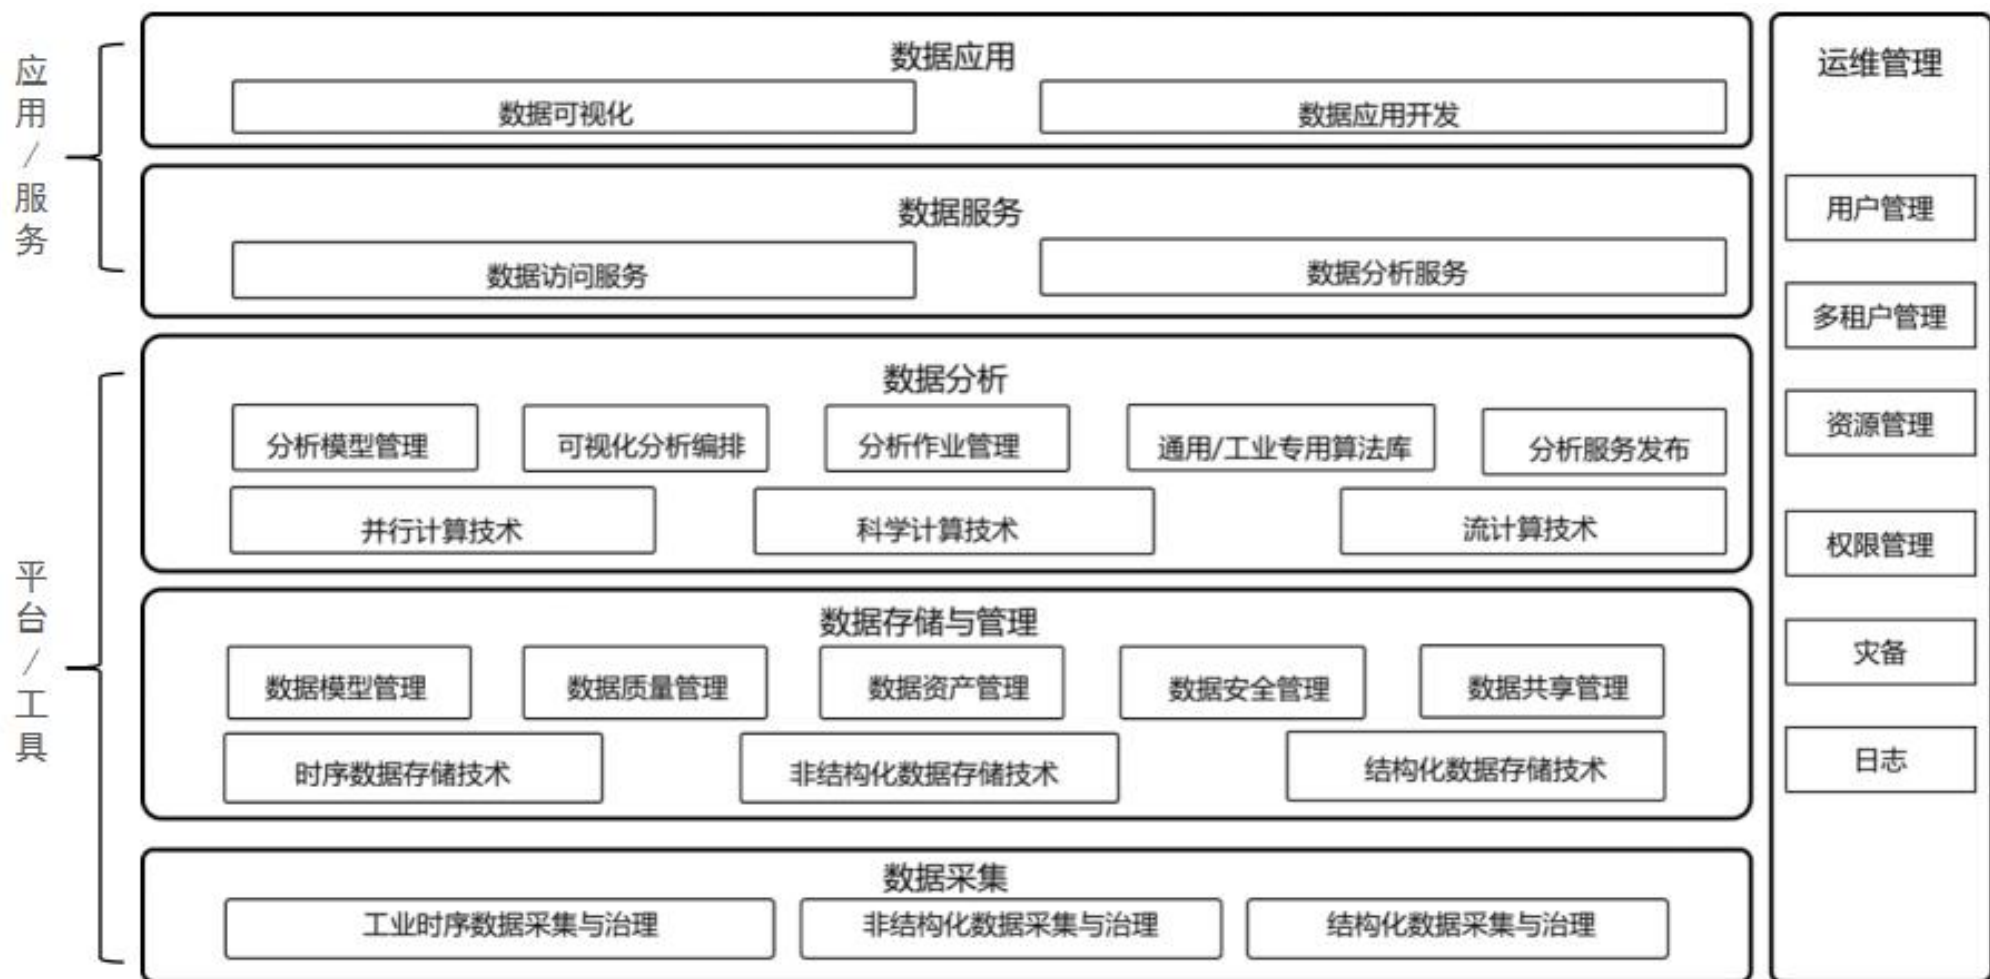 应用/服务
数据应用
数据可视化
数据应用开发
数据服务
数据访问服务
数据分析服务
平台/工具
数据分析
分析模型管理
可视化分析编排
分析作业管理
通用/工业专用算法库
分析服务发布
并行计算技术
科学计算技术
流计算技术
数据存储与管理
数据模型管理
数据质量管理
数据资产管理
数据安全管理
数据共享管理
时序数据存储技术
非结构化数据存储技术
结构化数据存储技术
数据采集
工业时序数据采集与治理
非结构化数据采集与治理
结构化数据采集与治理
运维管理
用户管理
多租户管理
资源管理
权限管理
灾备
日志